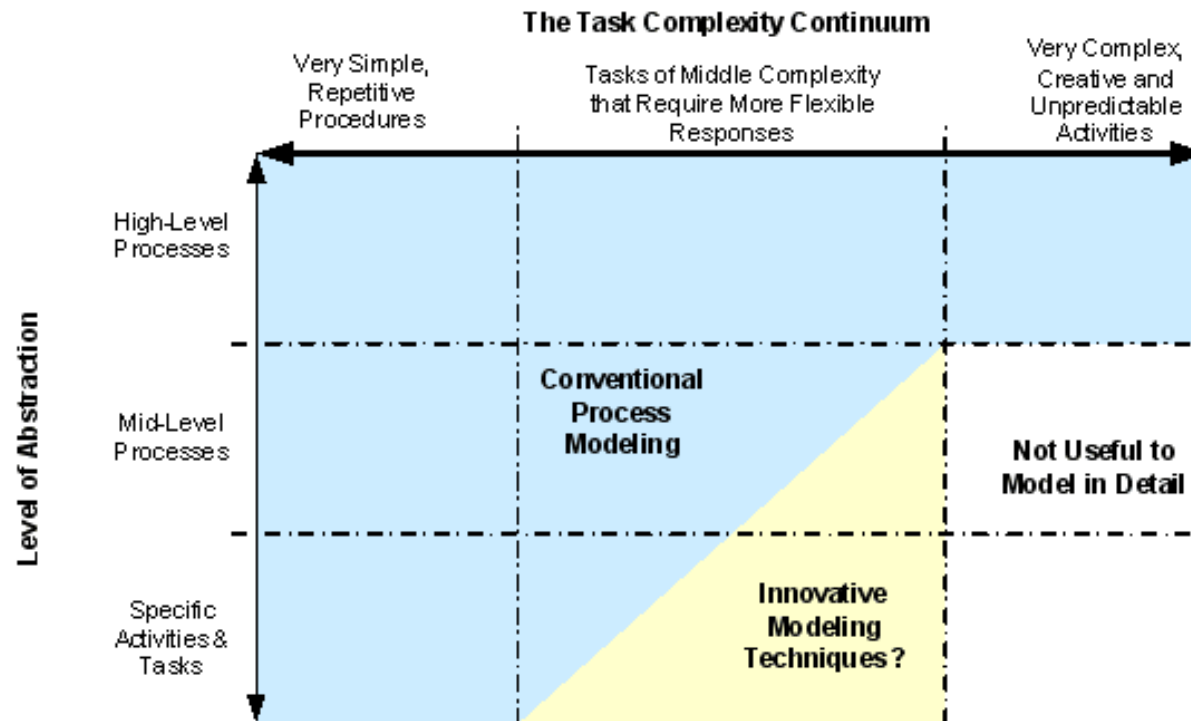 The Task Complexity Continuum
Very Simple,
Repetitive
Procedures
Tasks of Middle Complexity
that Require More Flexible
Responses
Very Complex,
Creative and
Unpredictable
Activities
Level of Abstraction
High-Level
Processes
Mid-Level
Processes
Specific
Activities &
Tasks
Conventional
Process
Modeling
Not Useful to
Model in Detail
Innovative
Modeling
Techniques?